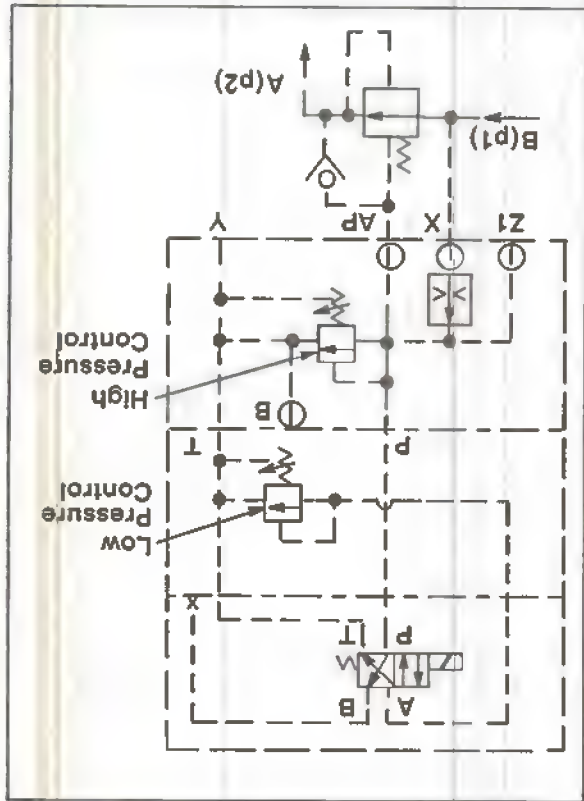 A B
P T
x
Low
Pressure
Control
P T
B
High
Pressure
Control
Z1 X AP Y
B(p1)
A(p2)